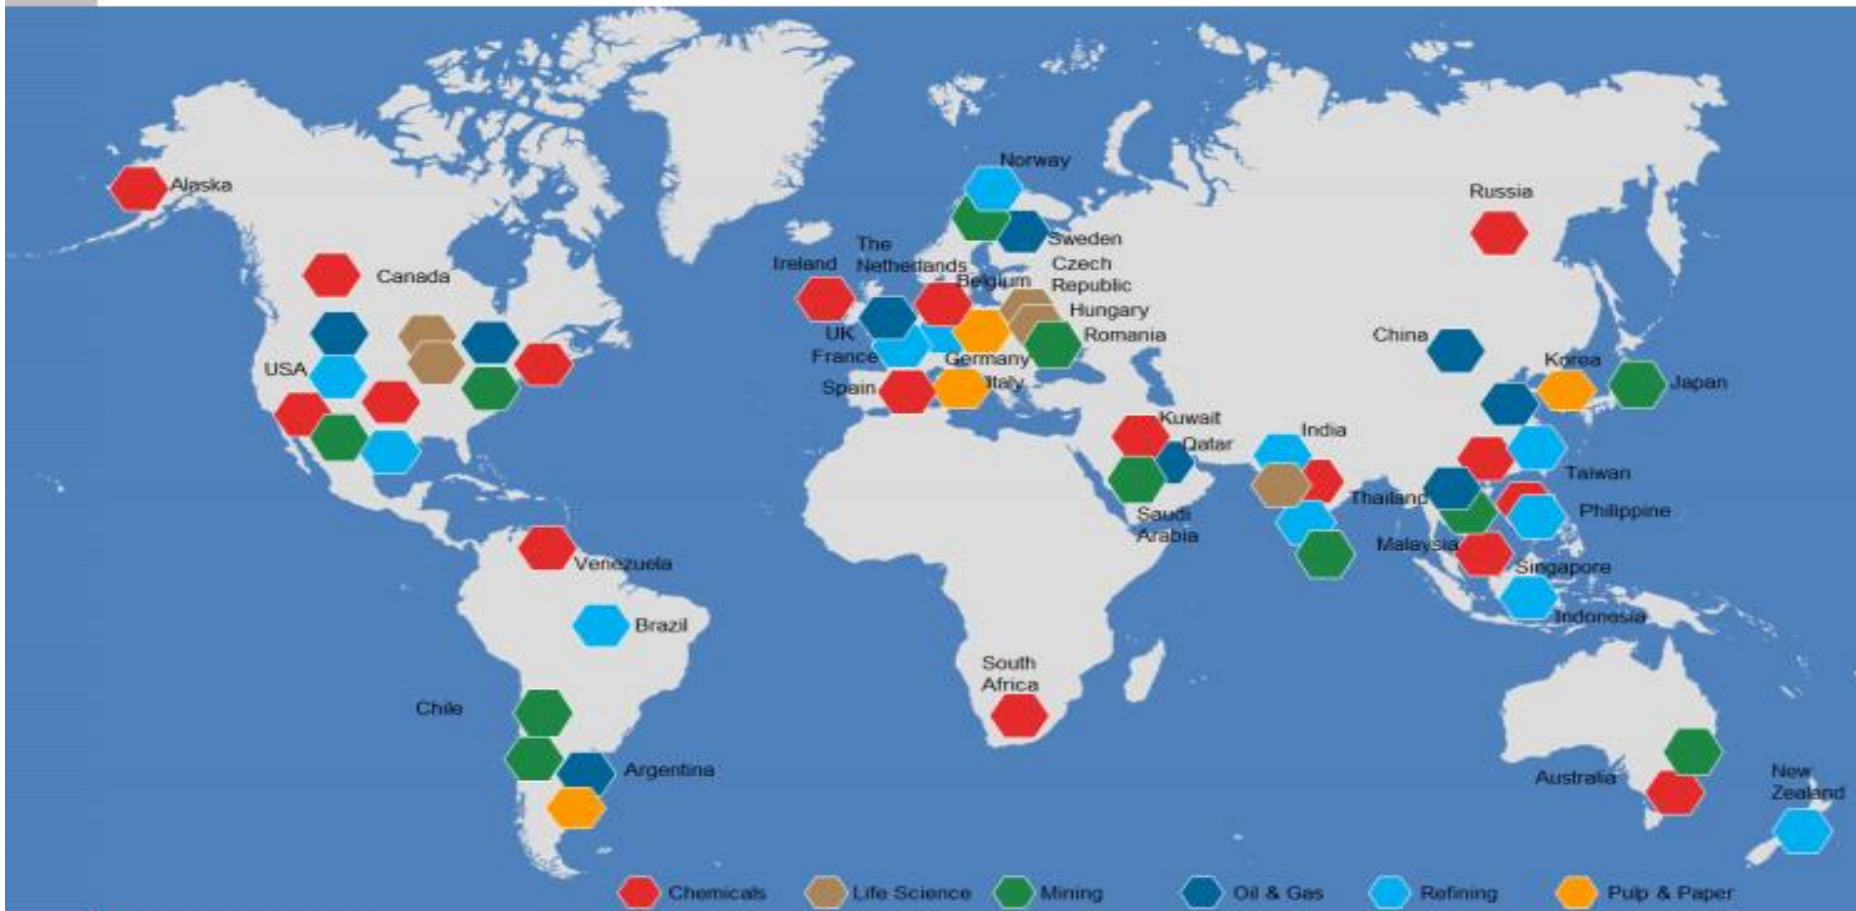 Norway
Alaska
Russia
Sweden
The
Netherlands
Ireland
Czech
Republic
Canada
Belgium
Hungary
UK
Romania
China
France
Germany
Korea
USA
Spain
Italy
Japan
Kuwait
India
Qatar
Taiwan
Thailand
Saudi
Arabia
Philippine
Malaysia
Venezuela
Singapore
Indonesia
Brazil
South
Africa
Chile
Argentina
Australia
New
Zealand
Chemicals
Life Science
Mining
Oil & Gas
Refining
Pulp & Paper